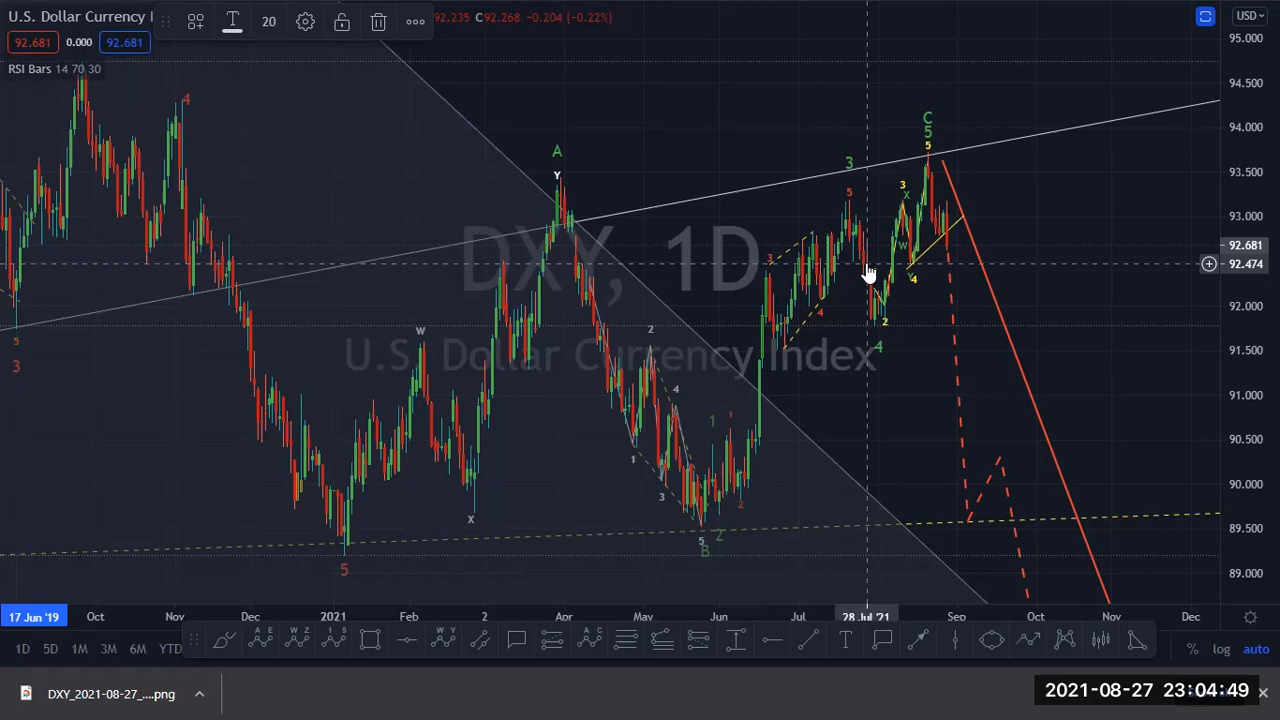 U.S. Dollar Currency I
T
20
92.235 C92.268 -0.204 (-0.22%)
USD
92.681
0.000
92.681
RSI Bars 14 70 30
95.000
94.500
94.000
93.500
93.000
92.681
92.474
92.000
91.500
91.000
90.500
90.000
89.500
89.000
DXY, 1D
U.S. Dollar Currency Index
4
5
3
5
W
X
A
Y
2
4
1
3
5
B
1
2
1
2
3
4
3
5
4
2
3
X
W
Y
4
C
5
5
17 Jun '19
Oct
Nov
Dec
2021
Feb
2
Apr
May
Jun
Jul
28 Jul '21
Sep
Oct
Nov
Dec
1D
5D
1M
3M
6M
YTD
A E
W Z
1 5
W Y
A C
T
%
log
auto
DXY_2021-08-27_....png
2021-08-27 23:04:49